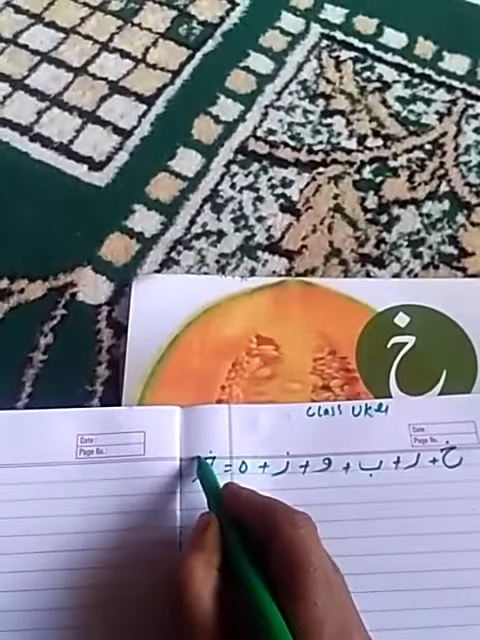 خ
Class UKG
Date :
Page No. :
Date :
Page No. :
خ + ر + ب + و + ز + ہ =